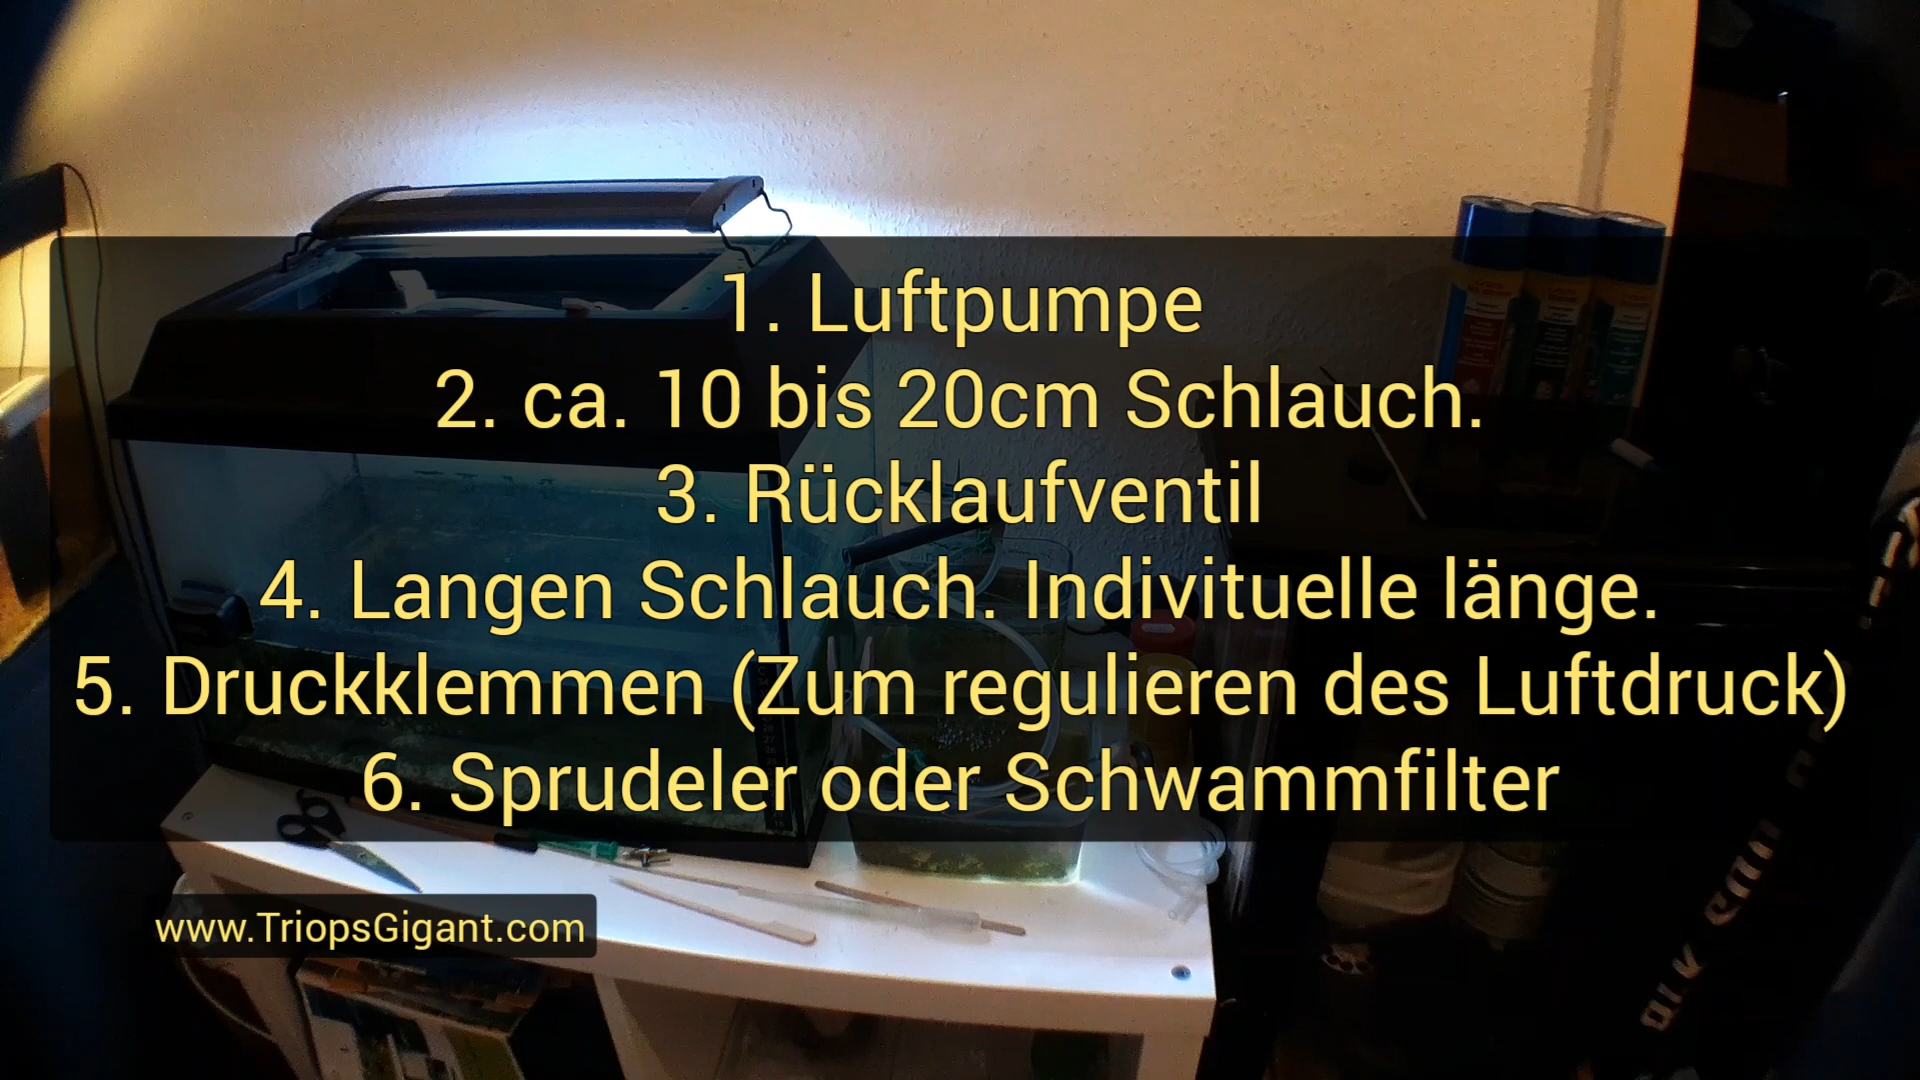 1. Luftpumpe
2. ca. 10 bis 20cm Schlauch.
3. Rücklaufventil
4. Langen Schlauch. Indivituelle länge.
5. Druckklemmen (Zum regulieren des Luftdruck)
6. Sprudeler oder Schwammfilter
www.TriopsGigant.com